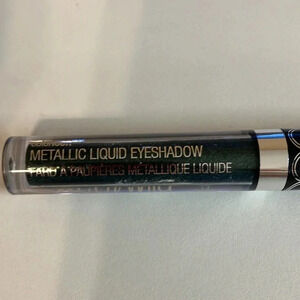 METALLIC LIQUID EYESHADOW
FARD À PAUPIÈRES MÉTALLIQUE LIQUIDE